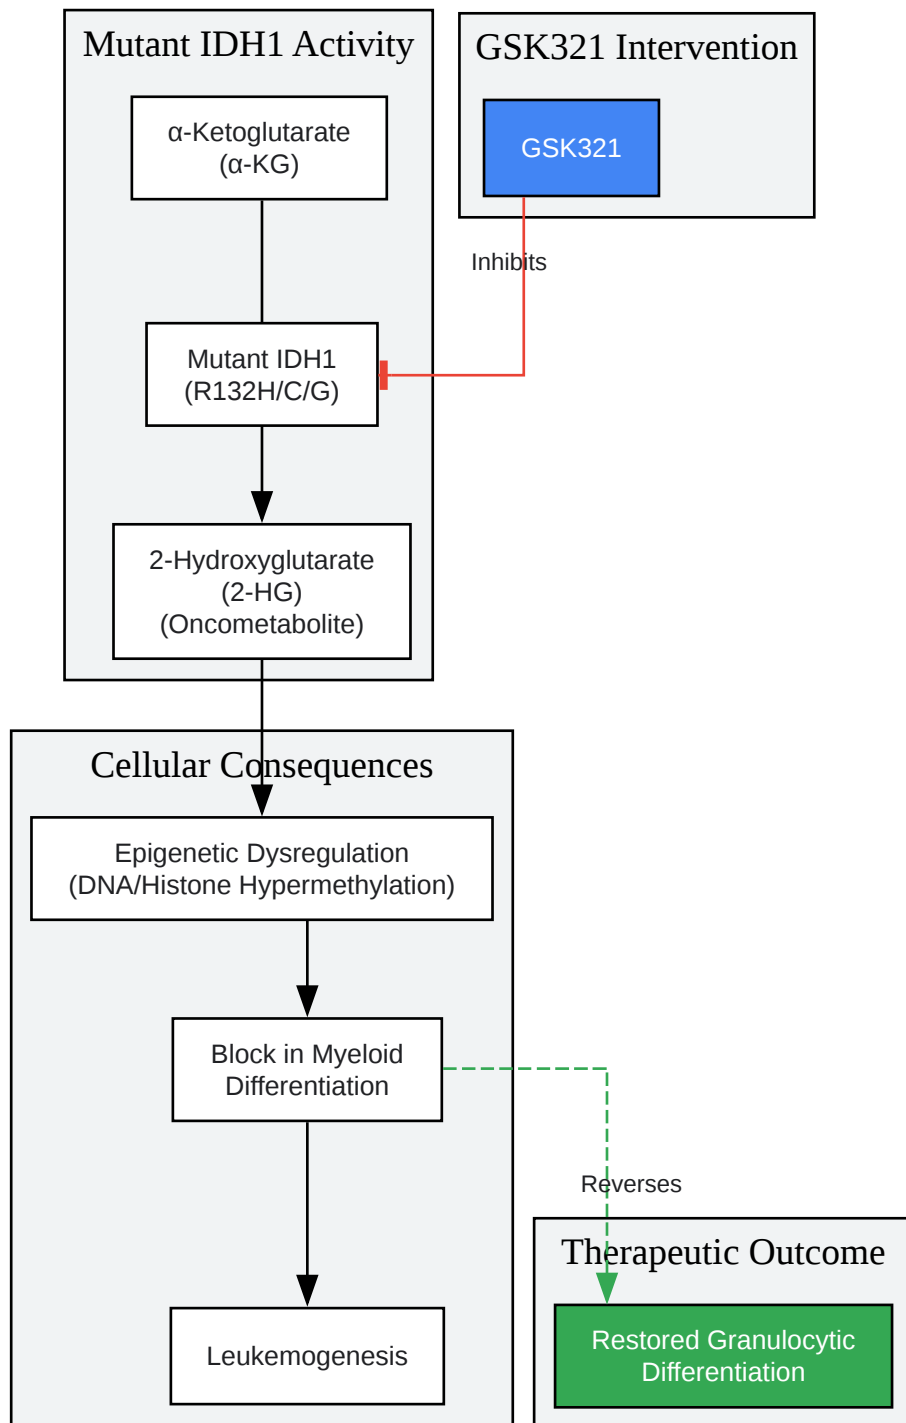 Mutant IDH1 Activity
α-Ketoglutarate
(α-KG)
Mutant IDH1
(R132H/C/G)
2-Hydroxyglutarate
(2-HG)
(Oncometabolite)
GSK321 Intervention
GSK321
Inhibits
Cellular Consequences
Epigenetic Dysregulation
(DNA/Histone Hypermethylation)
Block in Myeloid
Differentiation
Leukemogenesis
Reverses
Therapeutic Outcome
Restored Granulocytic
Differentiation